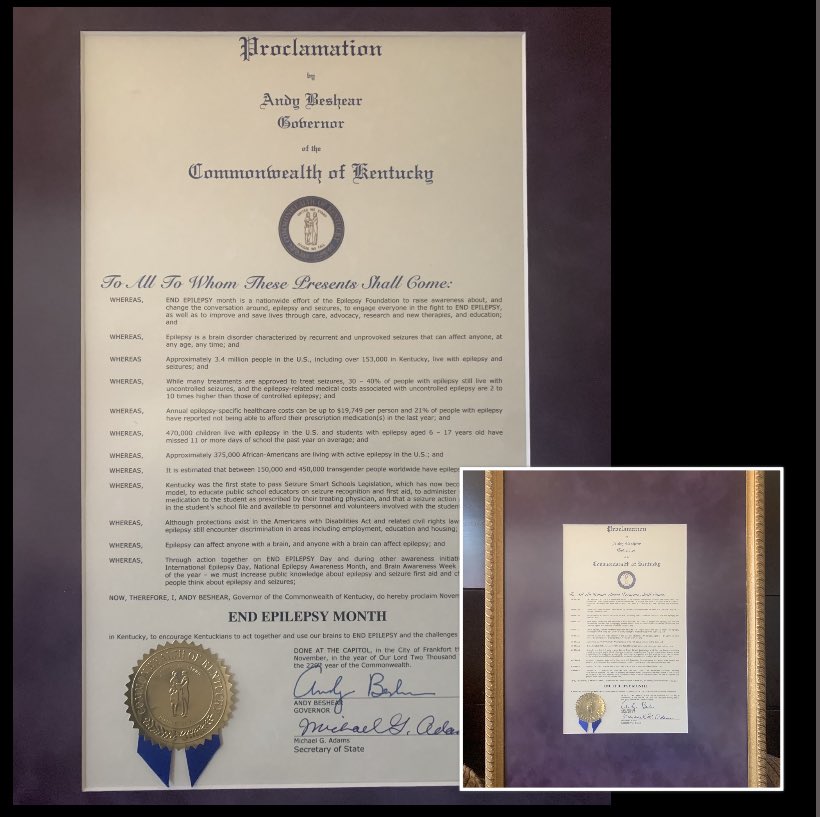 Proclamation
by
Andy Beshear
Governor
of the
Commonwealth of Kentucky
To All To Whom These Presents Shall Come:
WHEREAS, END EPILEPSY month is a nationwide effort of the Epilepsy Foundation to raise awareness about, and
change the conversation around, epilepsy and seizures, to engage everyone in the fight to END EPILEPSY,
as well as to improve and save lives through care, advocacy, research and new therapies, and education;
and
WHEREAS, Epilepsy is a brain disorder characterized by recurrent and unprovoked seizures that can affect anyone, at
any age, any time; and
WHEREAS Approximately 3.4 million people in the U.S., including over 153,000 in Kentucky, live with epilepsy and
seizures; and
WHEREAS, While many treatments are approved to treat seizures, 30 – 40% of people with epilepsy still live with
uncontrolled seizures, and the epilepsy-related medical costs associated with uncontrolled epilepsy are 2 to
10 times higher than those of controlled epilepsy; and
WHEREAS, Annual epilepsy-specific healthcare costs can be up to $19,749 per person and 21% of people with epilepsy
have reported not being able to afford their prescription medication(s) in the last year; and
WHEREAS, 470,000 children live with epilepsy in the U.S. and students with epilepsy aged 6 – 17 years old have
missed 11 or more days of school the past year on average; and
WHEREAS, Approximately 375,000 African-Americans are living with active epilepsy in the U.S.; and
WHEREAS, It is estimated that between 150,000 and 450,000 transgender people worldwide have epilep
WHEREAS, Kentucky was the first state to pass Seizure Smart Schools Legislation, which has now beco
model, to educate public school educators on seizure recognition and first aid, to administer
medication to the student as prescribed by their treating physician, and that a seizure action
in the student's school file and available to personnel and volunteers involved with the student
WHEREAS, Although protections exist in the Americans with Disabilities Act and related civil rights law
epilepsy still encounter discrimination in areas including employment, education and housing;
WHEREAS, Epilepsy can affect anyone with a brain, and anyone with a brain can affect epilepsy; and
WHEREAS, Through action together on END EPILEPSY Day and during other awareness initiati
International Epilepsy Day, National Epilepsy Awareness Month, and Brain Awareness Week
of the year – we must increase public knowledge about epilepsy and seizure first aid and ch
people think about epilepsy and seizures;
NOW, THEREFORE, I, ANDY BESHEAR, Governor of the Commonwealth of Kentucky, do hereby proclaim Novem
END EPILEPSY MONTH
in Kentucky, to encourage Kentuckians to act together and use our brains to END EPILEPSY and the challenges
DONE AT THE CAPITOL, in the City of Frankfort t
November, in the year of Our Lord Two Thousand
the year of the Commonwealth.
Andy Beshear
ANDY BESHEAR
GOVERNOR
Michael G. Ada
Michael G. Adams
Secretary of State
Proclamation
Andy Beshear
Governor
Commonwealth of Kentucky